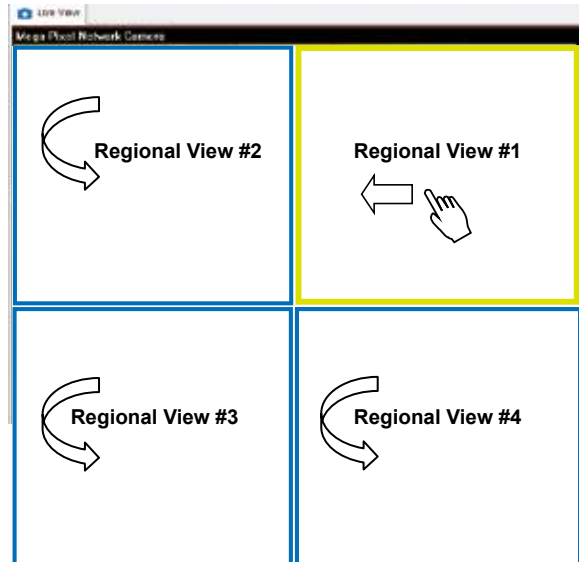 Live View
Mega Pixel Network Camera
Regional View #2
Regional View #1
Regional View #3
Regional View #4